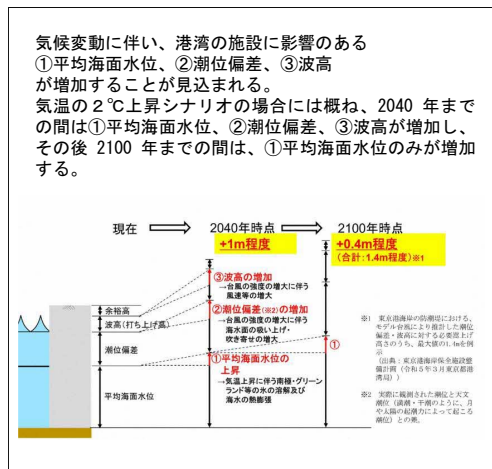 気候変動に伴い、港湾の施設に影響のある
①平均海面水位、②潮位偏差、③波高
が増加することが見込まれる。
気温の２℃上昇シナリオの場合には概ね、2040 年まで
の間は①平均海面水位、②潮位偏差、③波高が増加し、
その後 2100 年までの間は、①平均海面水位のみが増加
する。
現在
2040年時点
2100年時点
+1m程度
+0.4m程度
(合計:1.4m程度)※1
③波高の増加
→台風の強度の増大に伴う
風速等の増大
②潮位偏差(※2)の増加
→台風の強度の増大に伴う
海水面の吸い上げ・
吹き寄せの増大
①平均海面水位の
上昇
→気温上昇に伴う南極・グリーン
ランド等の氷の溶解及び
海水の熱膨張
①
余裕高
波高(打ち上げ高)
潮位偏差
平均海面水位
※1 東京港海岸の防潮堤における、
モデル台風により推計した潮位
偏差・波高に対する必要嵩上げ
高さのうち、最大値の1.4mを例
示
(出典:東京港海岸保全施設整
備計画（令和５年３月東京都港
湾局））
※2 実際に観測された潮位と天文
潮位（満潮・干潮のように、月
や太陽の起潮力によって起こる
潮位）との差。